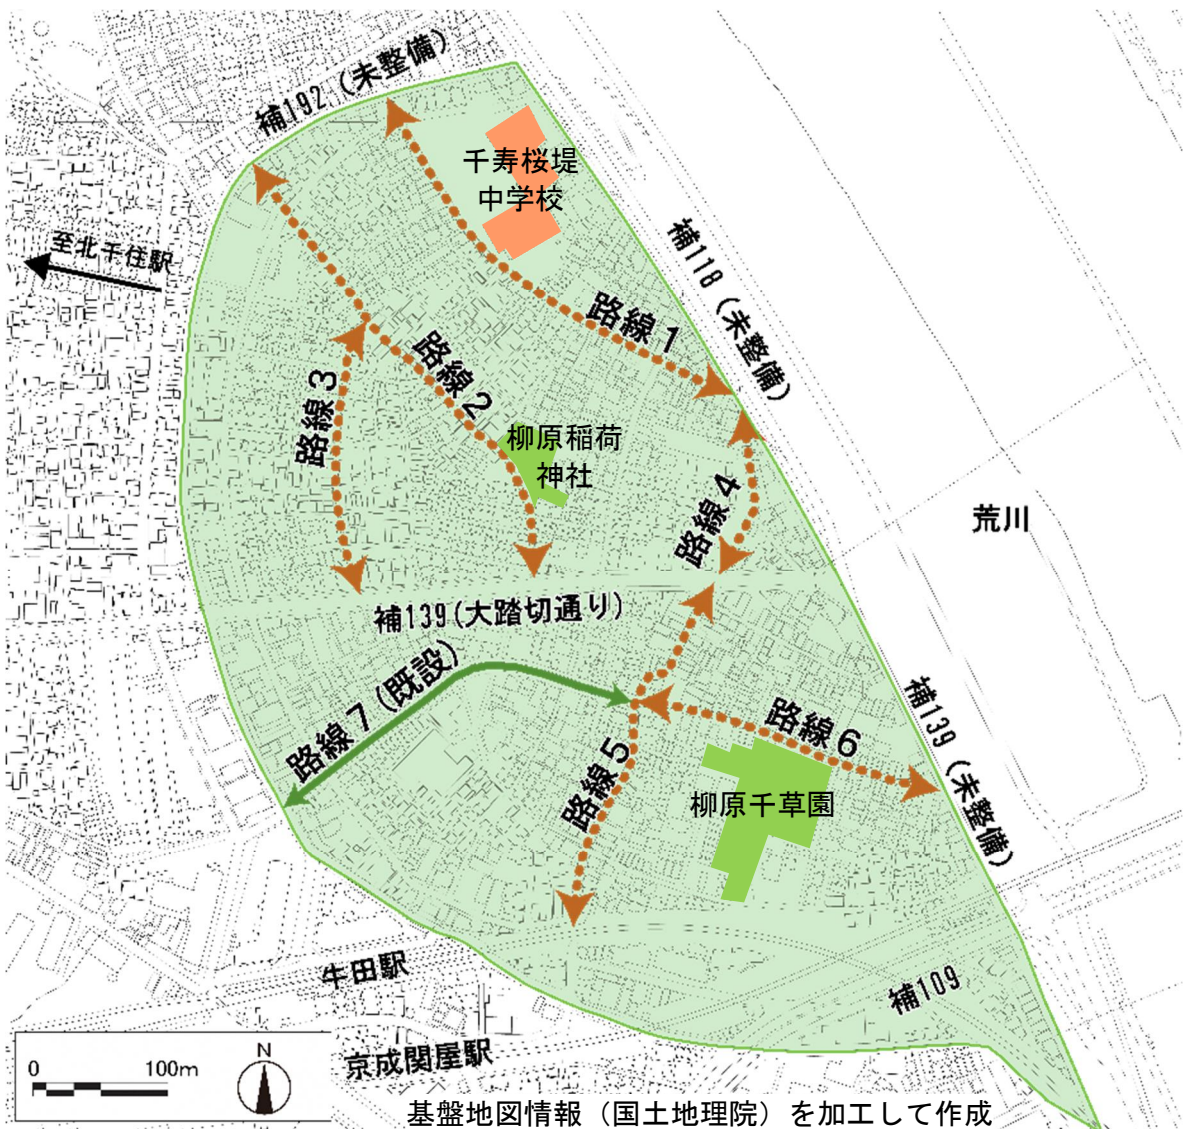 補192（未整備）
千寿桜堤
中学校
至北千住駅
補118（未整備）
路線1
路線2
路線3
柳原稲荷
神社
路線4
荒川
補139(大踏切通り)
路線7(既設)
補139（未整備）
路線6
路線5
柳原千草園
牛田駅
補109
京成関屋駅
0 100m
N
基盤地図情報（国土地理院）を加工して作成